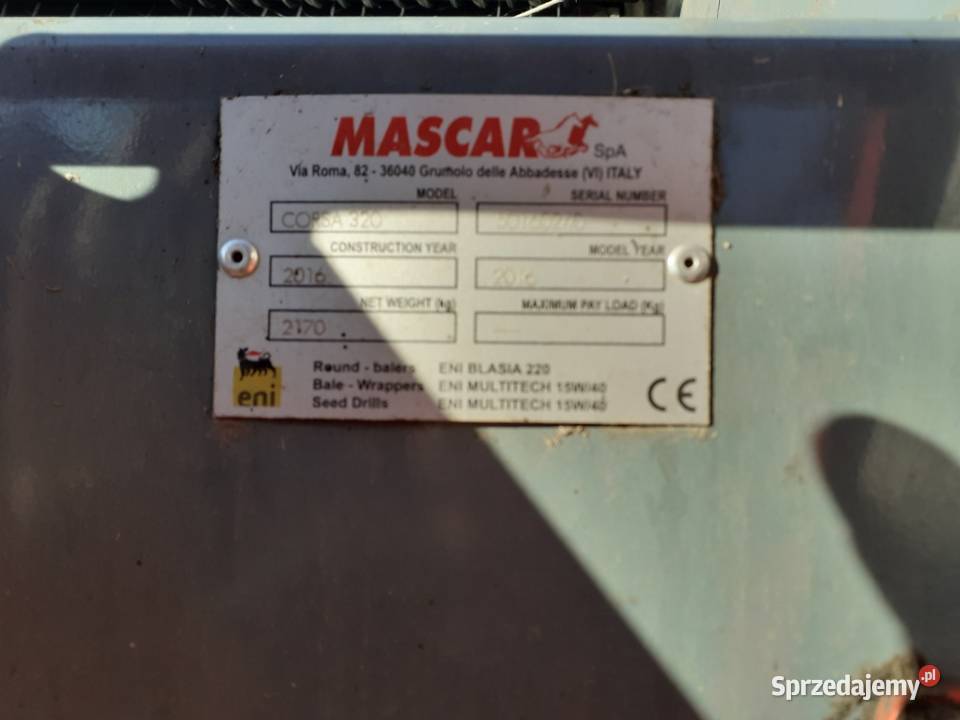 MASCAR SpA
Via Roma, 82 - 36040 Grumolo delle Abbadesse (VI) ITALY
MODEL SERIAL NUMBER
CORSA 320
CONSTRUCTION YEAR MODEL YEAR
2016 2016
NET WEIGHT (kg) MAXIMUM PAY LOAD (Kg)
2170
Round - balers ENI BLASIA 220
Bale - Wrappers ENI MULTITECH 15W/40
Seed Drills ENI MULTITECH 15W/40
eni
CE
Sprzedajemy.pl